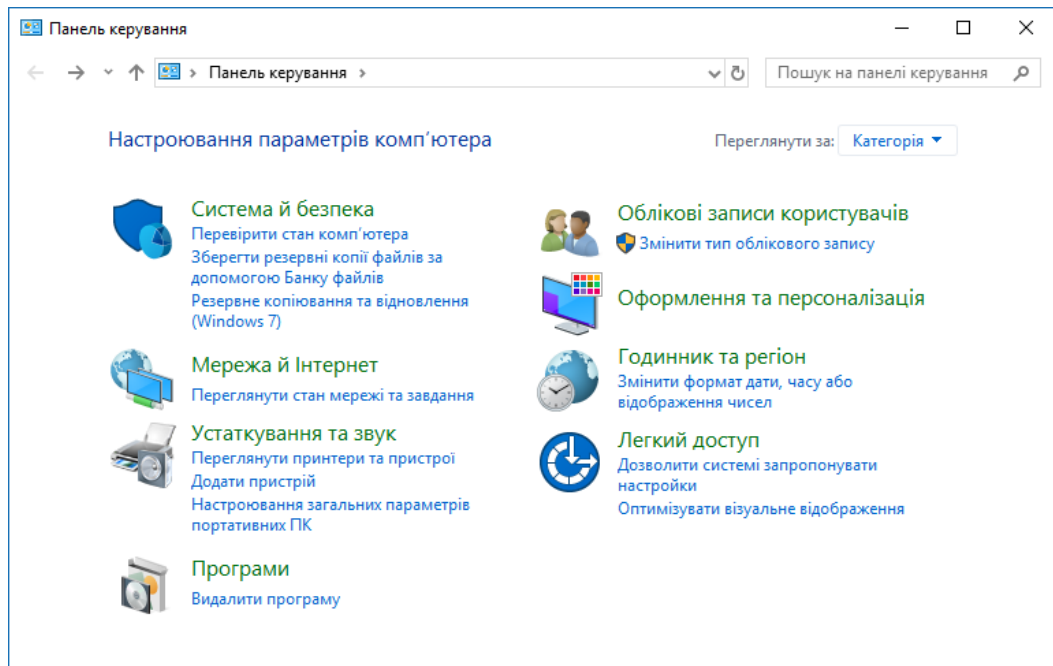 Панель керування
Панель керування
Пошук на панелі керування
Настроювання параметрів комп'ютера
Переглянути за: Категорія
Система й безпека
Перевірити стан комп'ютера
Зберегти резервні копії файлів за
допомогою Банку файлів
Резервне копіювання та відновлення
(Windows 7)
Мережа й Інтернет
Переглянути стан мережі та завдання
Устаткування та звук
Переглянути принтери та пристрої
Додати пристрій
Настроювання загальних параметрів
портативних ПК
Програми
Видалити програму
Облікові записи користувачів
Змінити тип облікового запису
Оформлення та персоналізація
Годинник та регіон
Змінити формат дати, часу або
відображення чисел
Легкий доступ
Дозволити системі запропонувати
настройки
Оптимізувати візуальне відображення